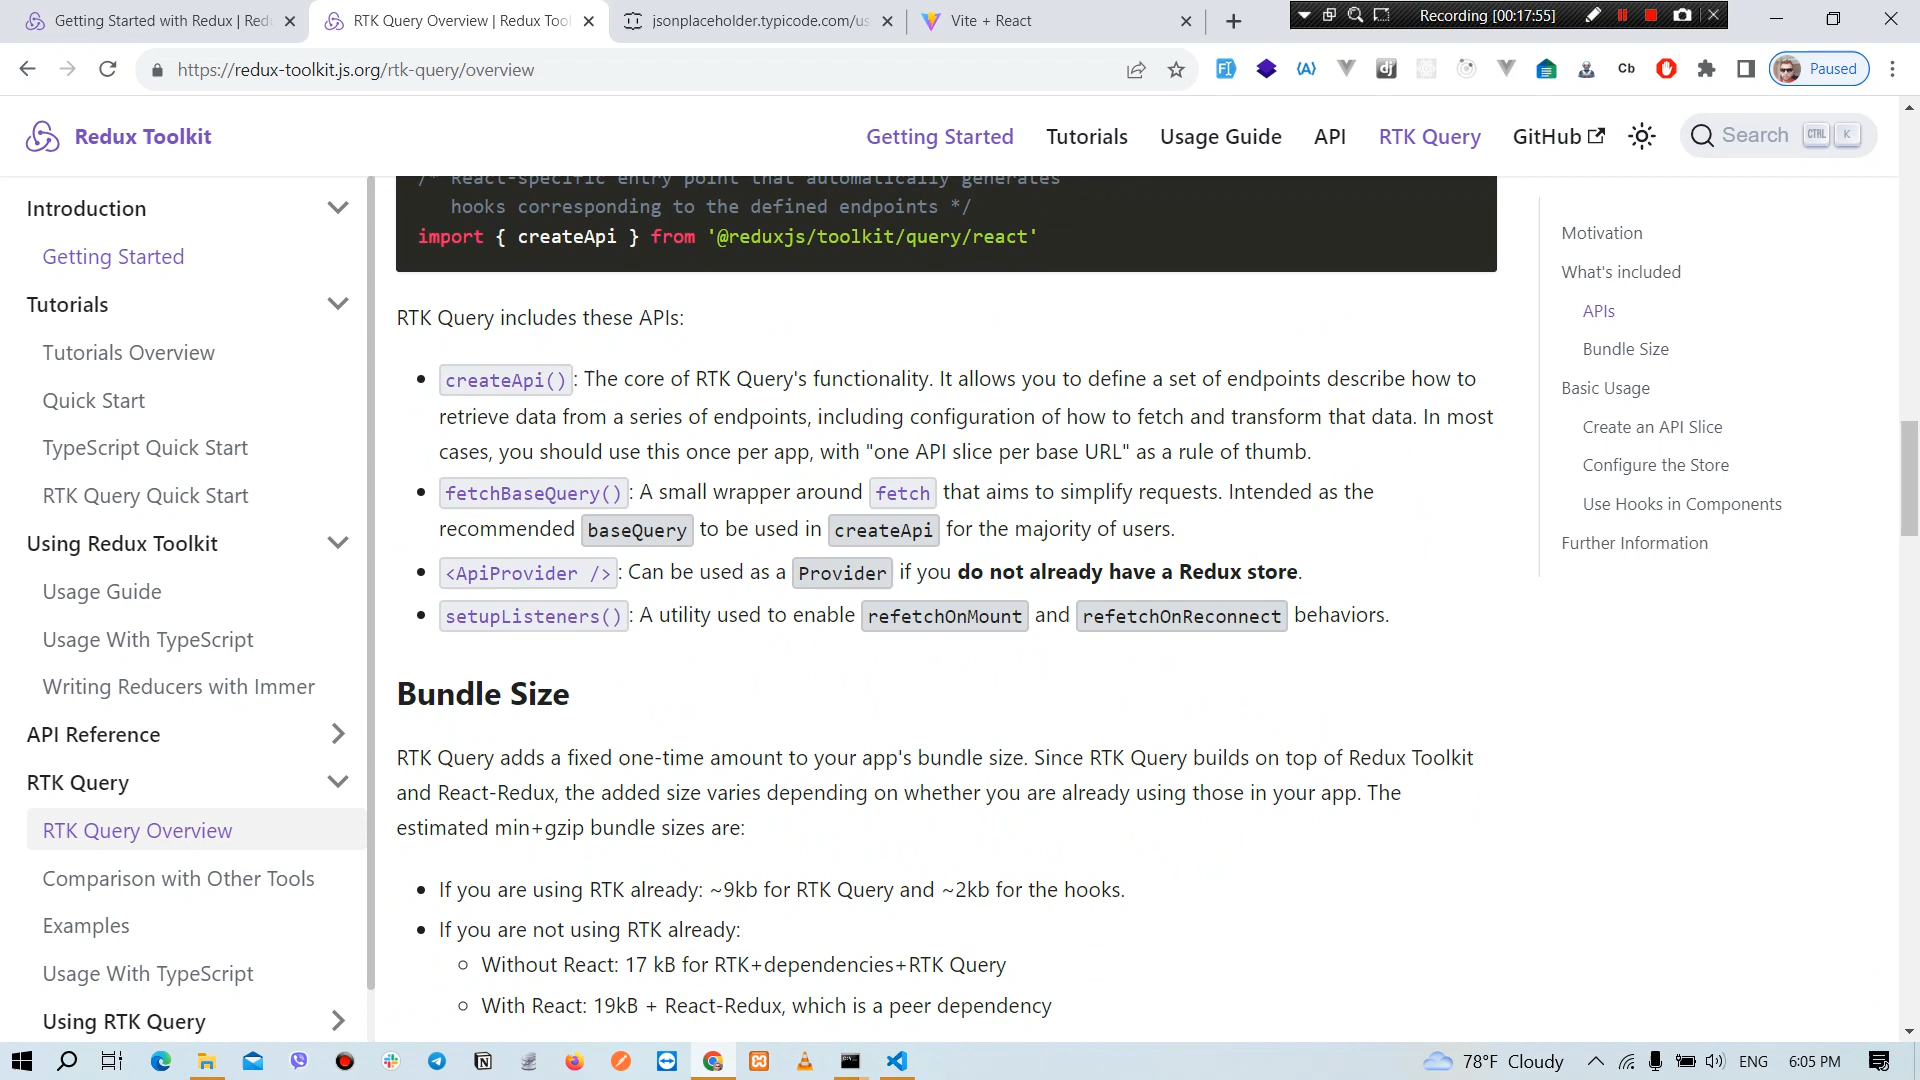 Getting Started with Redux | Red
RTK Query Overview | Redux Tool
jsonplaceholder.typicode.com/us
Vite + React
Recording [00:17:55]
https://redux-toolkit.js.org/rtk-query/overview
Paused
Redux Toolkit
Getting Started
Tutorials
Usage Guide
API
RTK Query
GitHub
Search
CTRL K
Introduction
Getting Started
Tutorials
Tutorials Overview
Quick Start
TypeScript Quick Start
RTK Query Quick Start
Using Redux Toolkit
Usage Guide
Usage With TypeScript
Writing Reducers with Immer
API Reference
RTK Query
RTK Query Overview
Comparison with Other Tools
Examples
Usage With TypeScript
Using RTK Query
/* React-specific entry point that automatically generates
hooks corresponding to the defined endpoints */
import { createApi } from '@reduxjs/toolkit/query/react'
RTK Query includes these APIs:
createApi(): The core of RTK Query's functionality. It allows you to define a set of endpoints describe how to
retrieve data from a series of endpoints, including configuration of how to fetch and transform that data. In most
cases, you should use this once per app, with "one API slice per base URL" as a rule of thumb.
fetchBaseQuery(): A small wrapper around fetch that aims to simplify requests. Intended as the
recommended baseQuery to be used in createApi for the majority of users.
<ApiProvider />: Can be used as a Provider if you do not already have a Redux store.
setupListeners(): A utility used to enable refetchOnMount and refetchOnReconnect behaviors.
Bundle Size
RTK Query adds a fixed one-time amount to your app's bundle size. Since RTK Query builds on top of Redux Toolkit
and React-Redux, the added size varies depending on whether you are already using those in your app. The
estimated min+gzip bundle sizes are:
If you are using RTK already: ~9kb for RTK Query and ~2kb for the hooks.
If you are not using RTK already:
Without React: 17 kB for RTK+dependencies+RTK Query
With React: 19kB + React-Redux, which is a peer dependency
Motivation
What's included
APIs
Bundle Size
Basic Usage
Create an API Slice
Configure the Store
Use Hooks in Components
Further Information
78°F Cloudy
ENG
6:05 PM